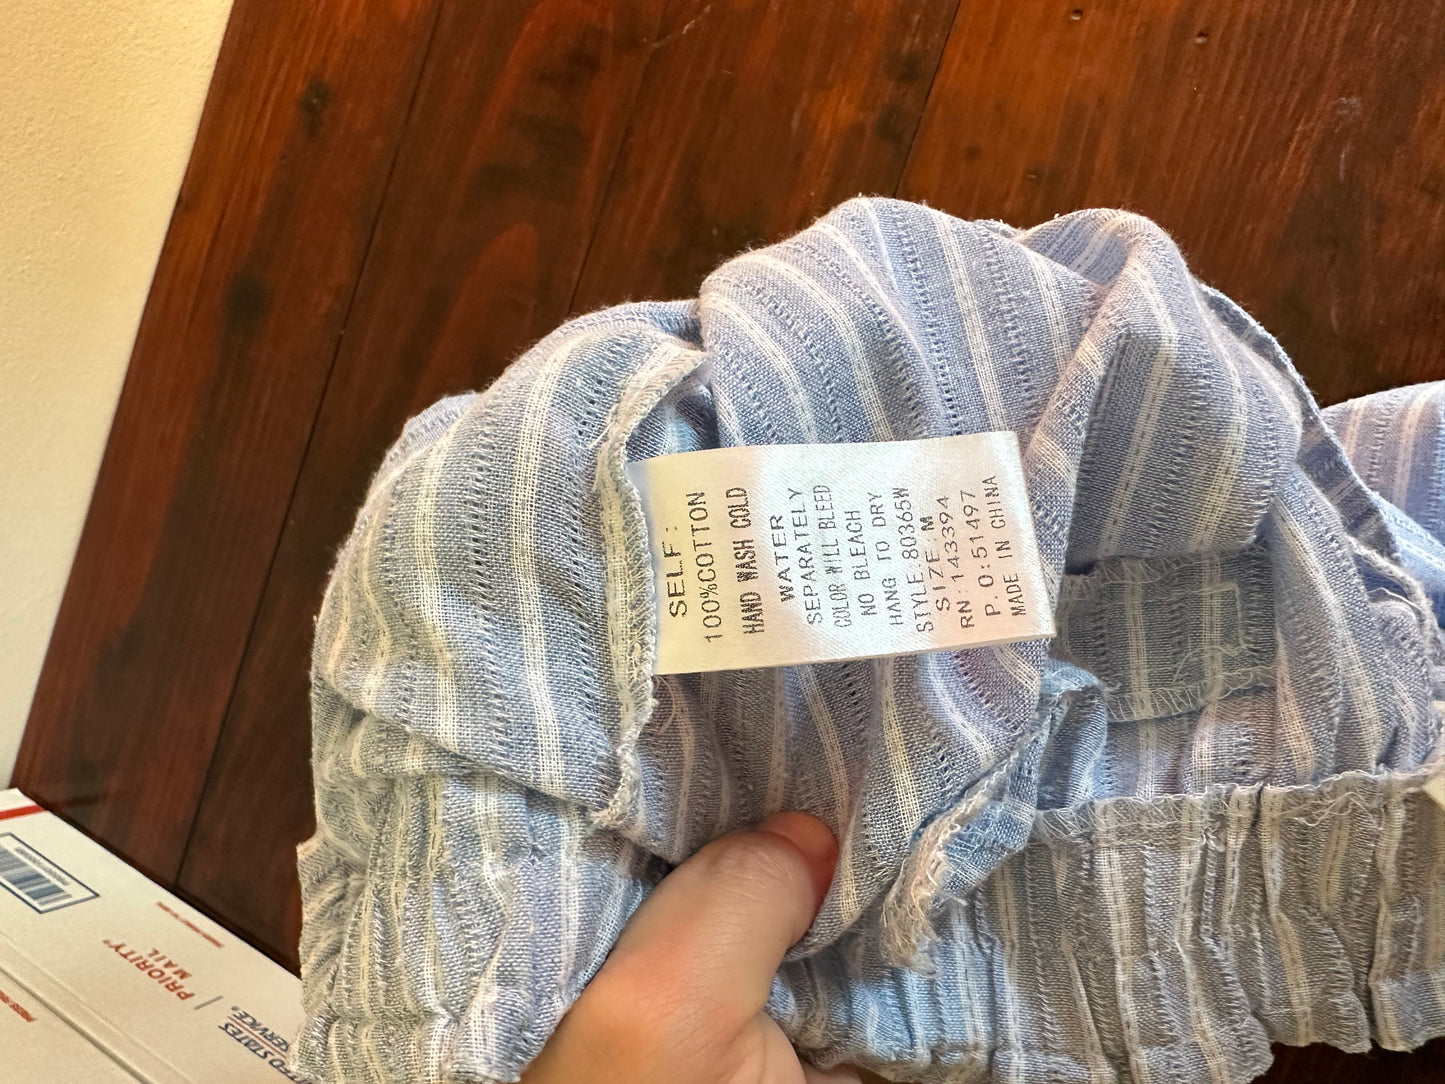 SELF:
100%COTTON
HAND WASH COLD
WATER
SEPARATELY
COLOR WILL BLEED
NO BLEACH
HANG TO DRY
STYLE.80365W
SIZE.M
RN:143394
P.O:51497
MADE IN CHINA
PRIORITY
MAIL